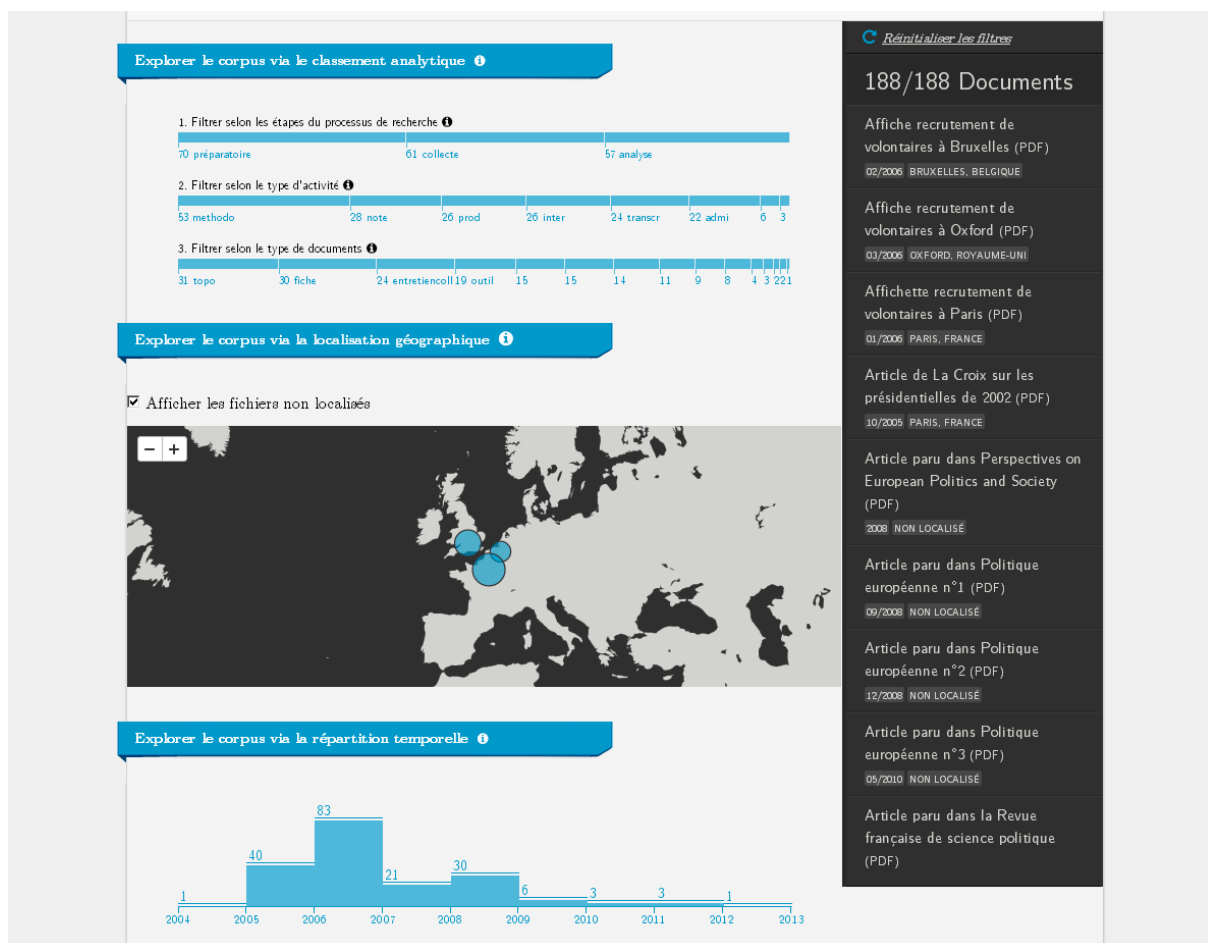 Explorer le corpus via le classement analytique
1. Filtrer selon les étapes du processus de recherche
70 préparatoire 61 collecte 57 analyse
2. Filtrer selon le type d'activité
53 methodo 28 note 26 prod 26 inter 24 transcr 22 admi 6 3
3. Filtrer selon le type de documents
31 topo 30 fiche 24 entretiencoll 19 outil 15 15 14 11 9 8 4 3 2 2 1
Explorer le corpus via la localisation géographique
Afficher les fichiers non localisés
− +
Explorer le corpus via la répartition temporelle
1 40 83 21 30 6 3 3 1
2004 2005 2006 2007 2008 2009 2010 2011 2012 2013
Réinitialiser les filtres
188/188 Documents
Affiche recrutement de
volontaires à Bruxelles (PDF)
02/2006 BRUXELLES, BELGIQUE
Affiche recrutement de
volontaires à Oxford (PDF)
03/2006 OXFORD, ROYAUME-UNI
Affichette recrutement de
volontaires à Paris (PDF)
01/2006 PARIS, FRANCE
Article de La Croix sur les
présidentielles de 2002 (PDF)
10/2005 PARIS, FRANCE
Article paru dans Perspectives on
European Politics and Society
(PDF)
2008 NON LOCALISÉ
Article paru dans Politique
européenne n°1 (PDF)
09/2008 NON LOCALISÉ
Article paru dans Politique
européenne n°2 (PDF)
12/2008 NON LOCALISÉ
Article paru dans Politique
européenne n°3 (PDF)
05/2010 NON LOCALISÉ
Article paru dans la Revue
française de science politique
(PDF)